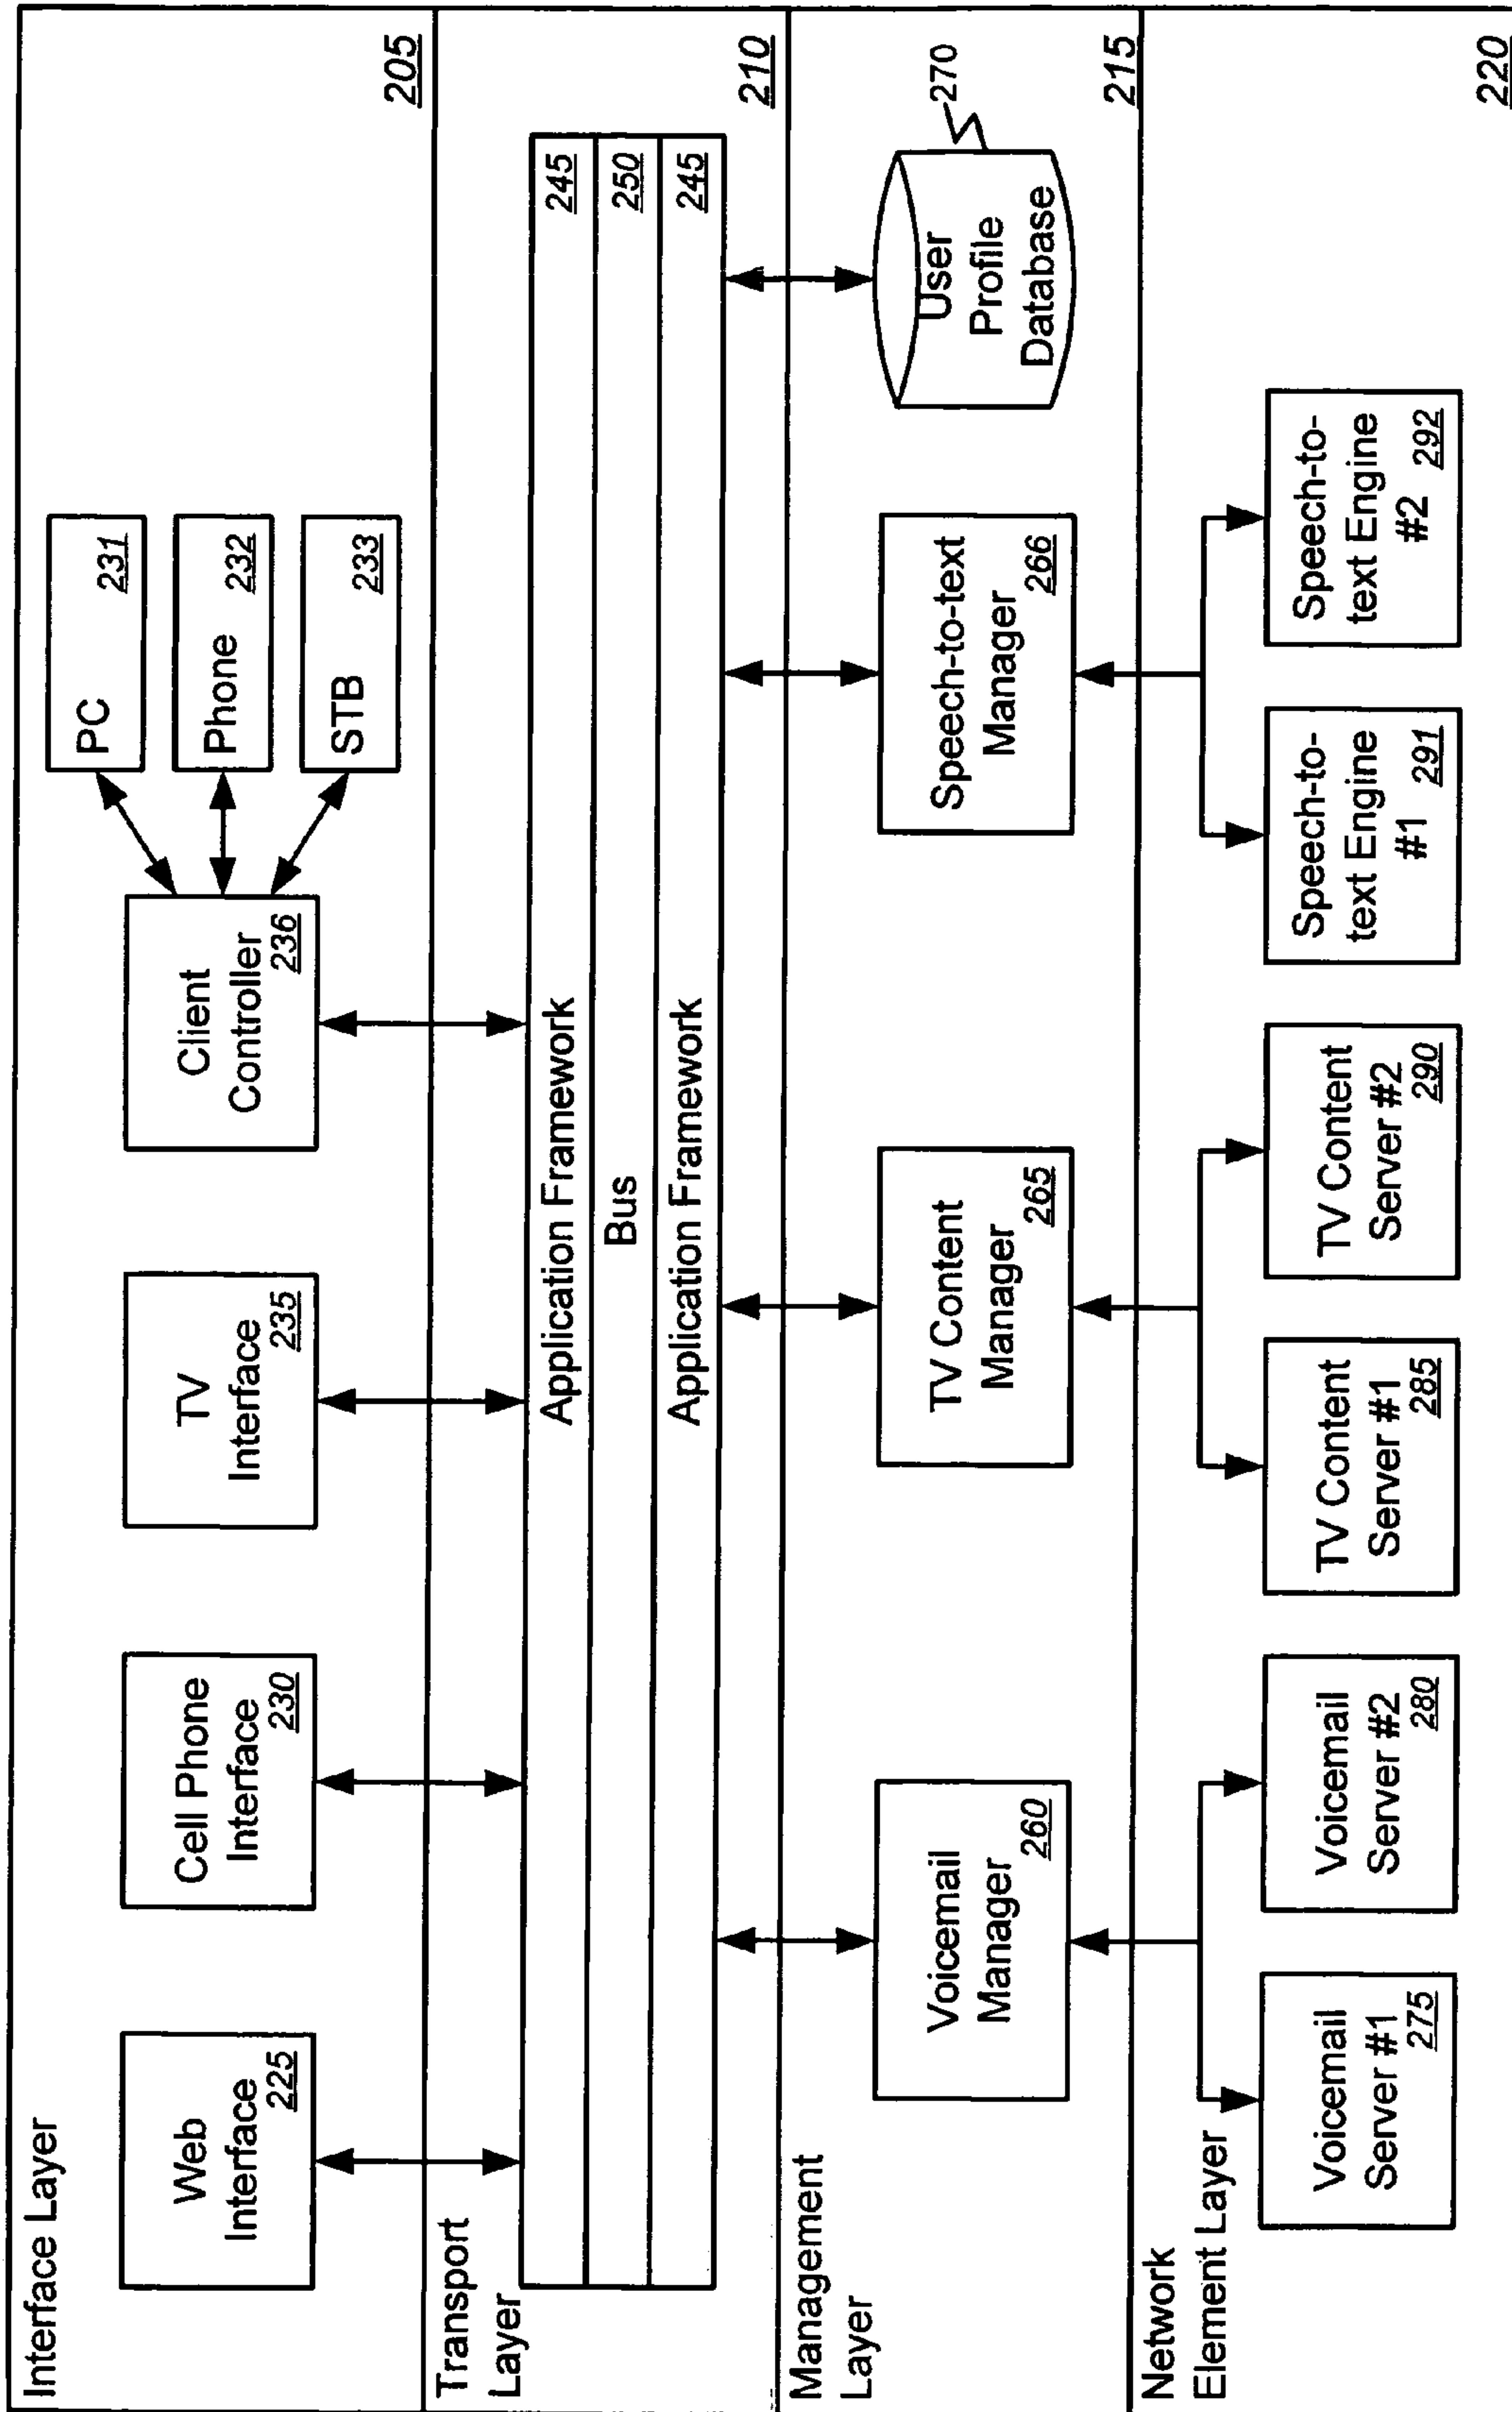 Interface Layer
Web
Interface
225
Cell Phone
Interface
230
TV
Interface
235
Client
Controller
236
PC
231
Phone
232
STB
233
205
Transport
Layer
Application Framework
245
Bus
250
Application Framework
245
210
Management
Layer
Voicemail
Manager
260
TV Content
Manager
265
Speech-to-text
Manager
266
User
Profile
Database
270
215
Network
Element Layer
Voicemail
Server #1
275
Voicemail
Server #2
280
TV Content
Server #1
285
TV Content
Server #2
290
Speech-to-
text Engine
#1 291
Speech-to-
text Engine
#2 292
220